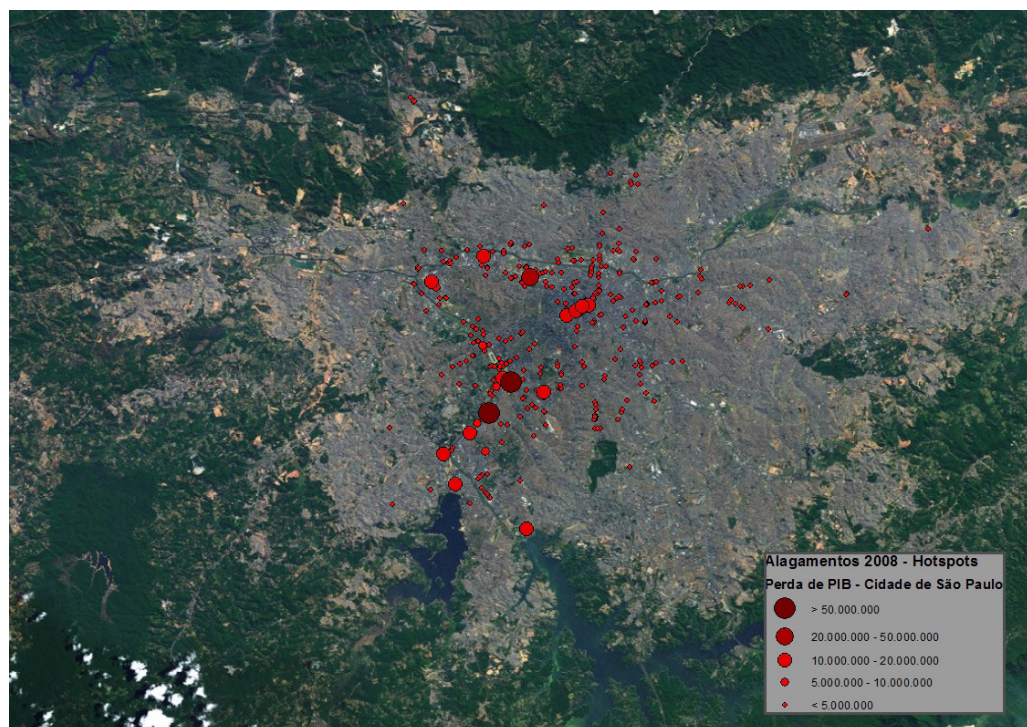 Alagamentos 2008 - Hotspots
Perda de PIB - Cidade de São Paulo
> 50.000.000
20.000.000 - 50.000.000
10.000.000 - 20.000.000
5.000.000 - 10.000.000
< 5.000.000